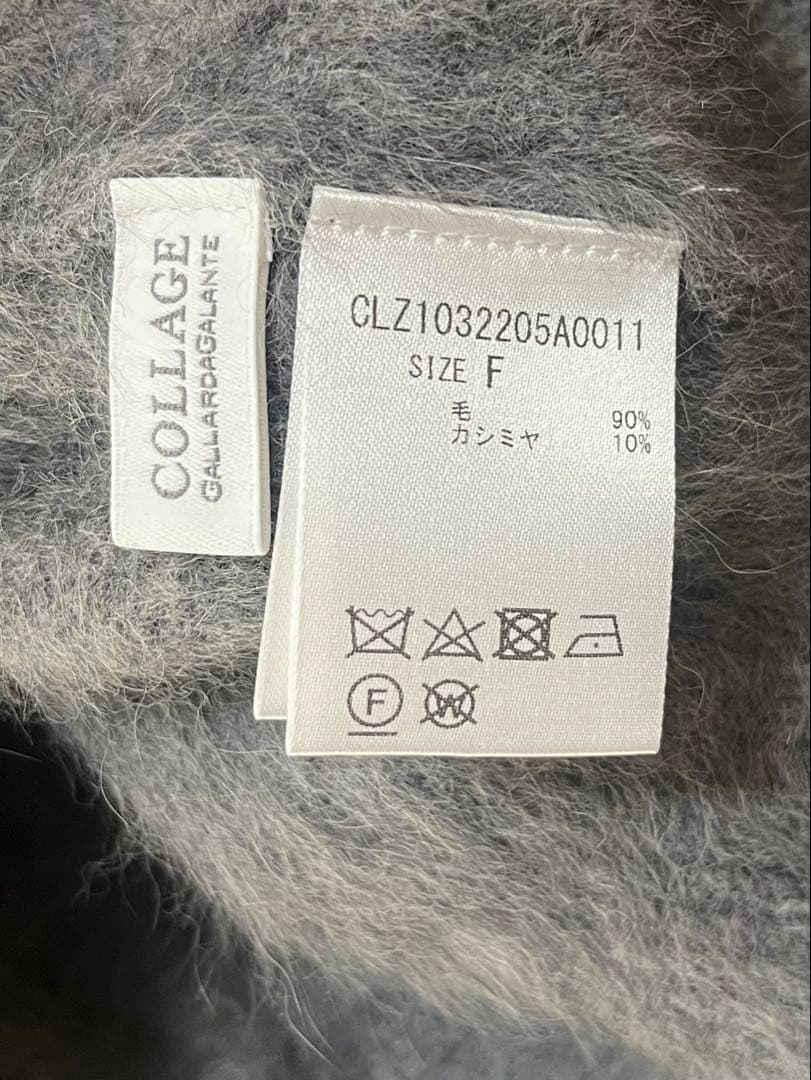 COLLAGE
GALLARDAGALANTE
CLZ1032205A0011
SIZE F
毛 90%
カシミヤ 10%
F
W